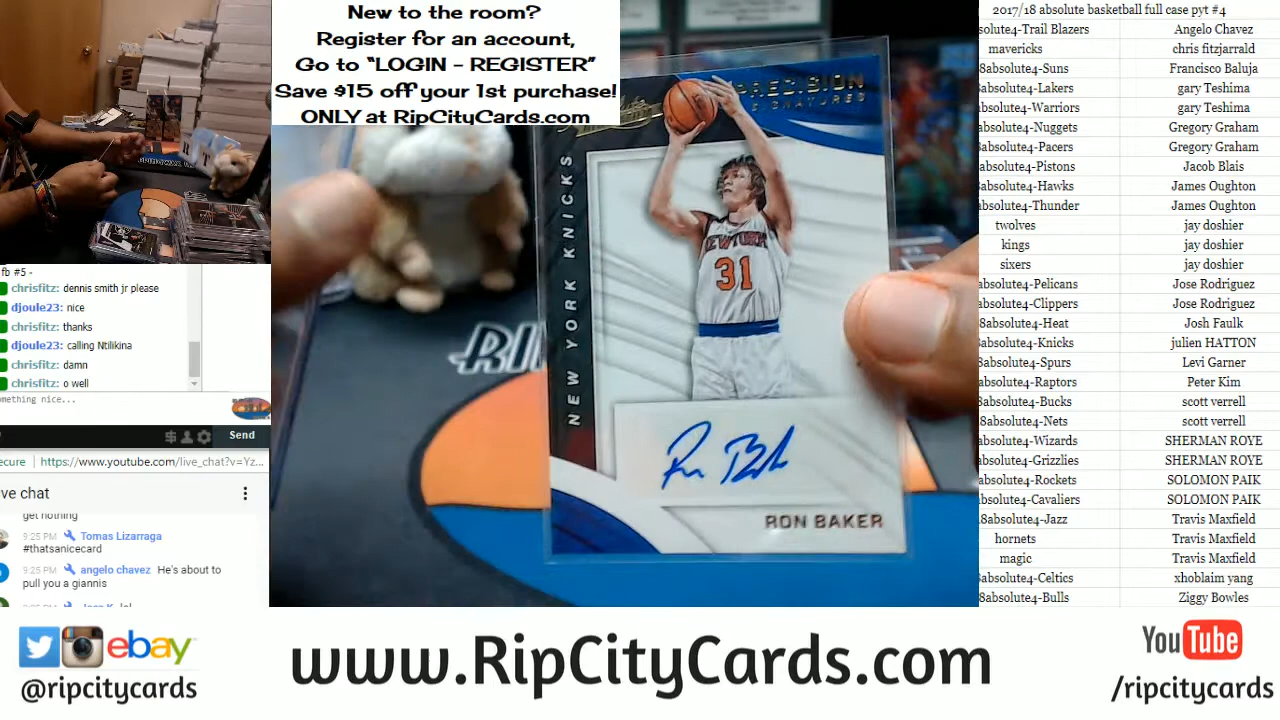 New to the room?
Register for an account,
Go to “LOGIN - REGISTER”
Save $15 off your 1st purchase!
ONLY at RipCityCards.com
fb #5 -
chrisfitz: dennis smith jr please
djoule23: nice
chrisfitz: thanks
djoule23: calling Ntilikina
chrisfitz: damn
chrisfitz: o well
omething nice...
Send
ecure | https://www.youtube.com/live_chat?v=Yz...
ve chat
get nothing
9:25 PM Tomas Lizarraga
#thatsanicecard
9:25 PM angelo chavez He's about to
pull you a giannis
PRECISION
NEW YORK KNICKS
NEW YORK
31
RON BAKER
2017/18 absolute basketball full case pyt #4
solute4-Trail Blazers Angelo Chavez
mavericks chris fitzjarrald
8absolute4-Suns Francisco Baluja
8absolute4-Lakers gary Teshima
absolute4-Warriors gary Teshima
absolute4-Nuggets Gregory Graham
absolute4-Pacers Gregory Graham
absolute4-Pistons Jacob Blais
absolute4-Hawks James Oughton
absolute4-Thunder James Oughton
twolves jay doshier
kings jay doshier
sixers jay doshier
absolute4-Pelicans Jose Rodriguez
absolute4-Clippers Jose Rodriguez
8absolute4-Heat Josh Faulk
absolute4-Knicks julien HATTON
8absolute4-Spurs Levi Garner
absolute4-Raptors Peter Kim
absolute4-Bucks scott verrell
8absolute4-Nets scott verrell
absolute4-Wizards SHERMAN ROYE
absolute4-Grizzlies SHERMAN ROYE
absolute4-Rockets SOLOMON PAIK
absolute4-Cavaliers SOLOMON PAIK
8absolute4-Jazz Travis Maxfield
hornets Travis Maxfield
magic Travis Maxfield
absolute4-Celtics xhoblaim yang
8absolute4-Bulls Ziggy Bowles
ebay
@ripcitycards
www.RipCityCards.com
YouTube
/ripcitycards